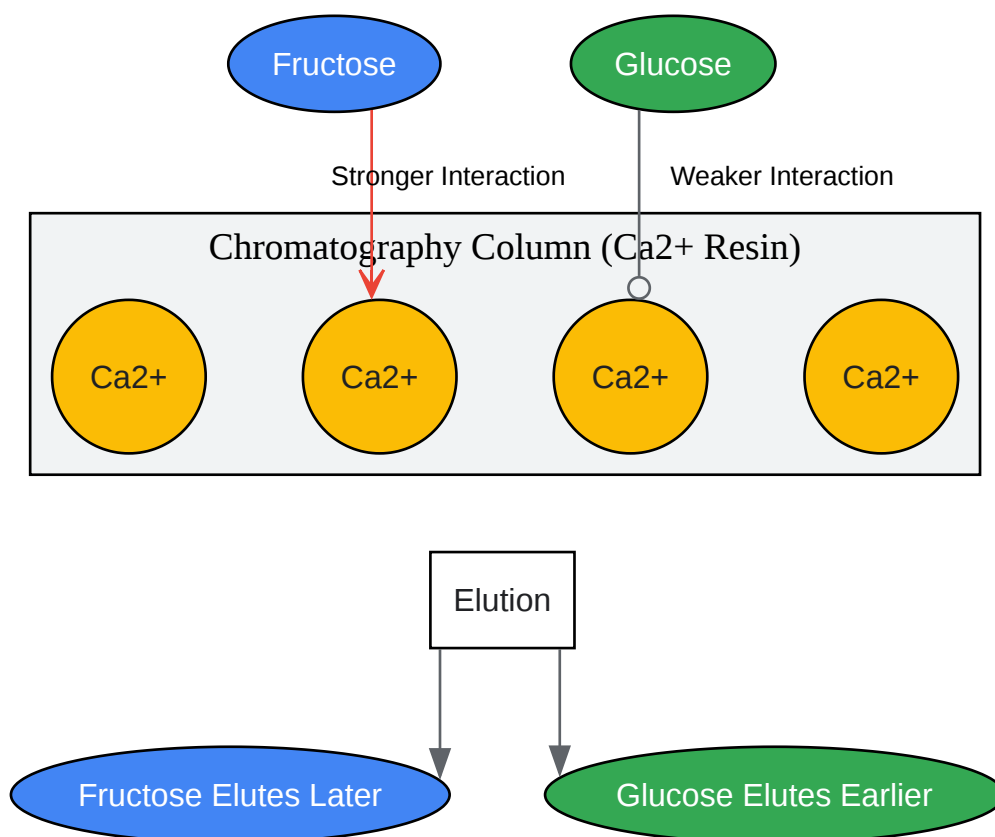 Fructose
Glucose
Stronger Interaction
Weaker Interaction
Chromatography Column (Ca2+ Resin)
Ca2+
Ca2+
Ca2+
Ca2+
Elution
Fructose Elutes Later
Glucose Elutes Earlier